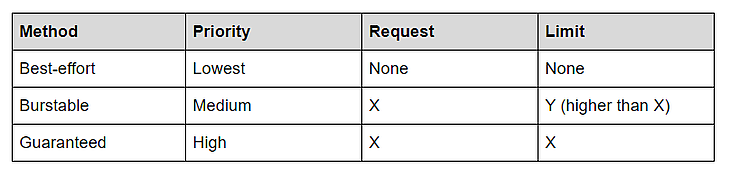 Method Priority Request Limit
Best-effort Lowest None None
Burstable Medium X Y (higher than X)
Guaranteed High X X